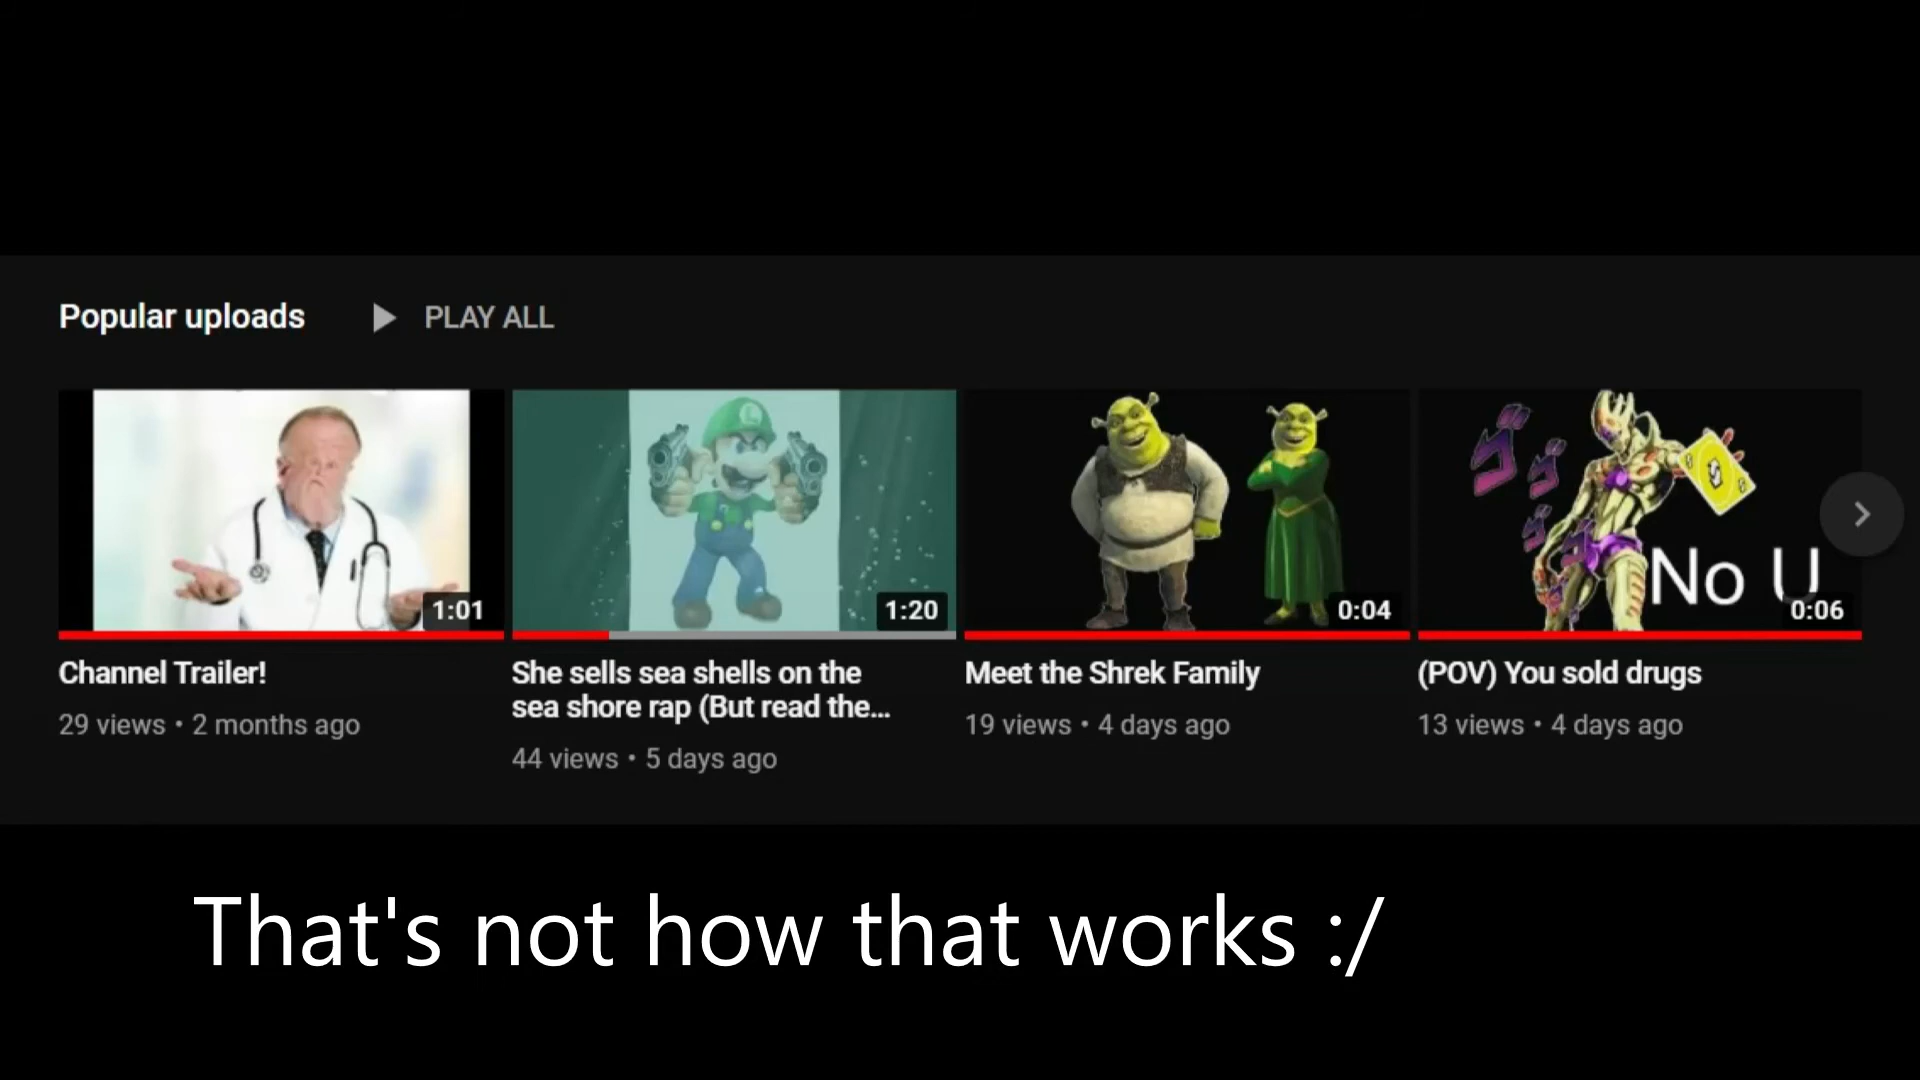 Popular uploads
PLAY ALL
No U
1:01
1:20
0:04
0:06
Channel Trailer!
29 views • 2 months ago
She sells sea shells on the
sea shore rap (But read the...
44 views • 5 days ago
Meet the Shrek Family
19 views • 4 days ago
(POV) You sold drugs
13 views • 4 days ago
That's not how that works :/